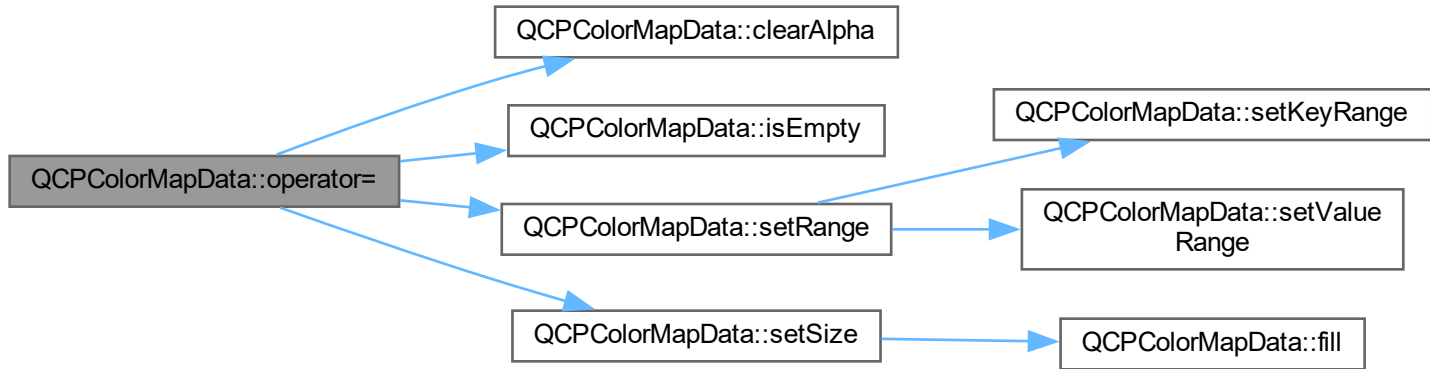 QCPColorMapData::clearAlpha
QCPColorMapData::isEmpty
QCPColorMapData::setKeyRange
QCPColorMapData::operator=
QCPColorMapData::setRange
QCPColorMapData::setValue
Range
QCPColorMapData::setSize
QCPColorMapData::fill